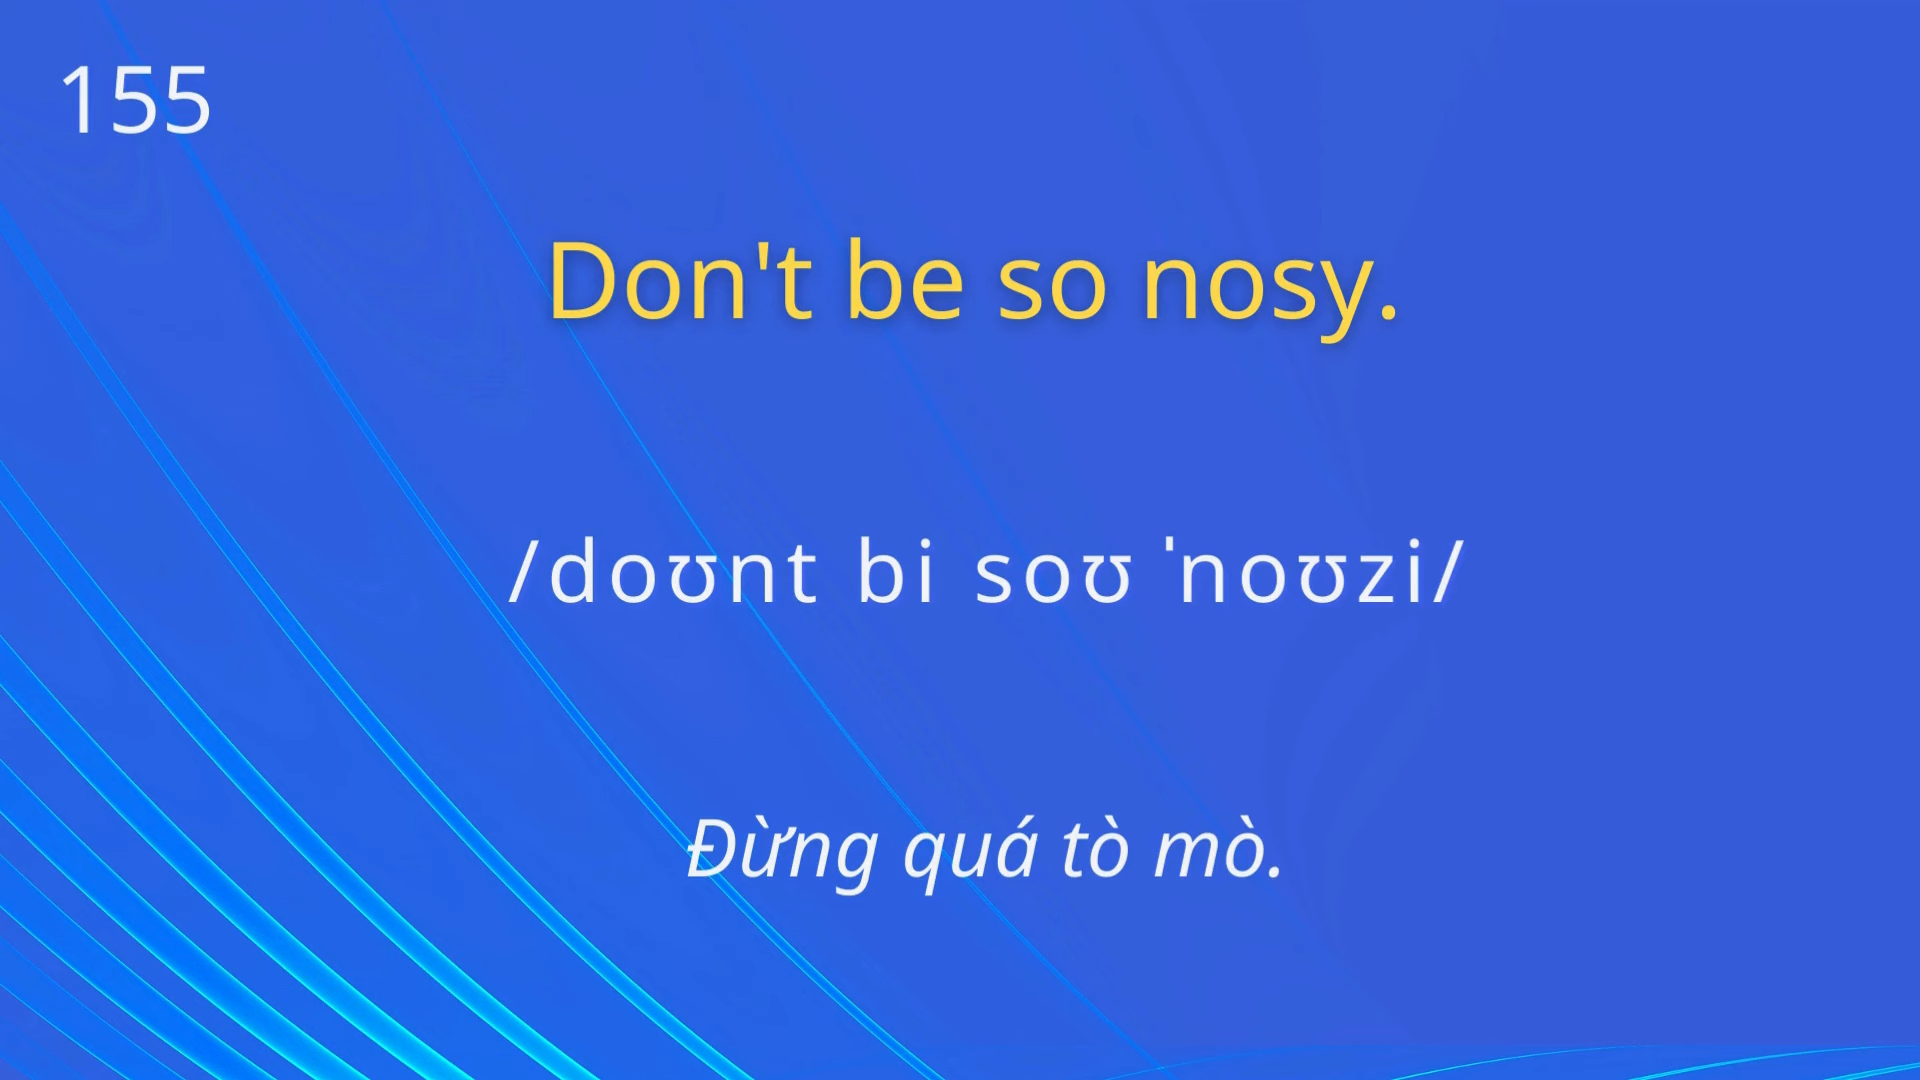 155
Don't be so nosy.
/doʊnt bi soʊ ˈnoʊzi/
Đừng quá tò mò.